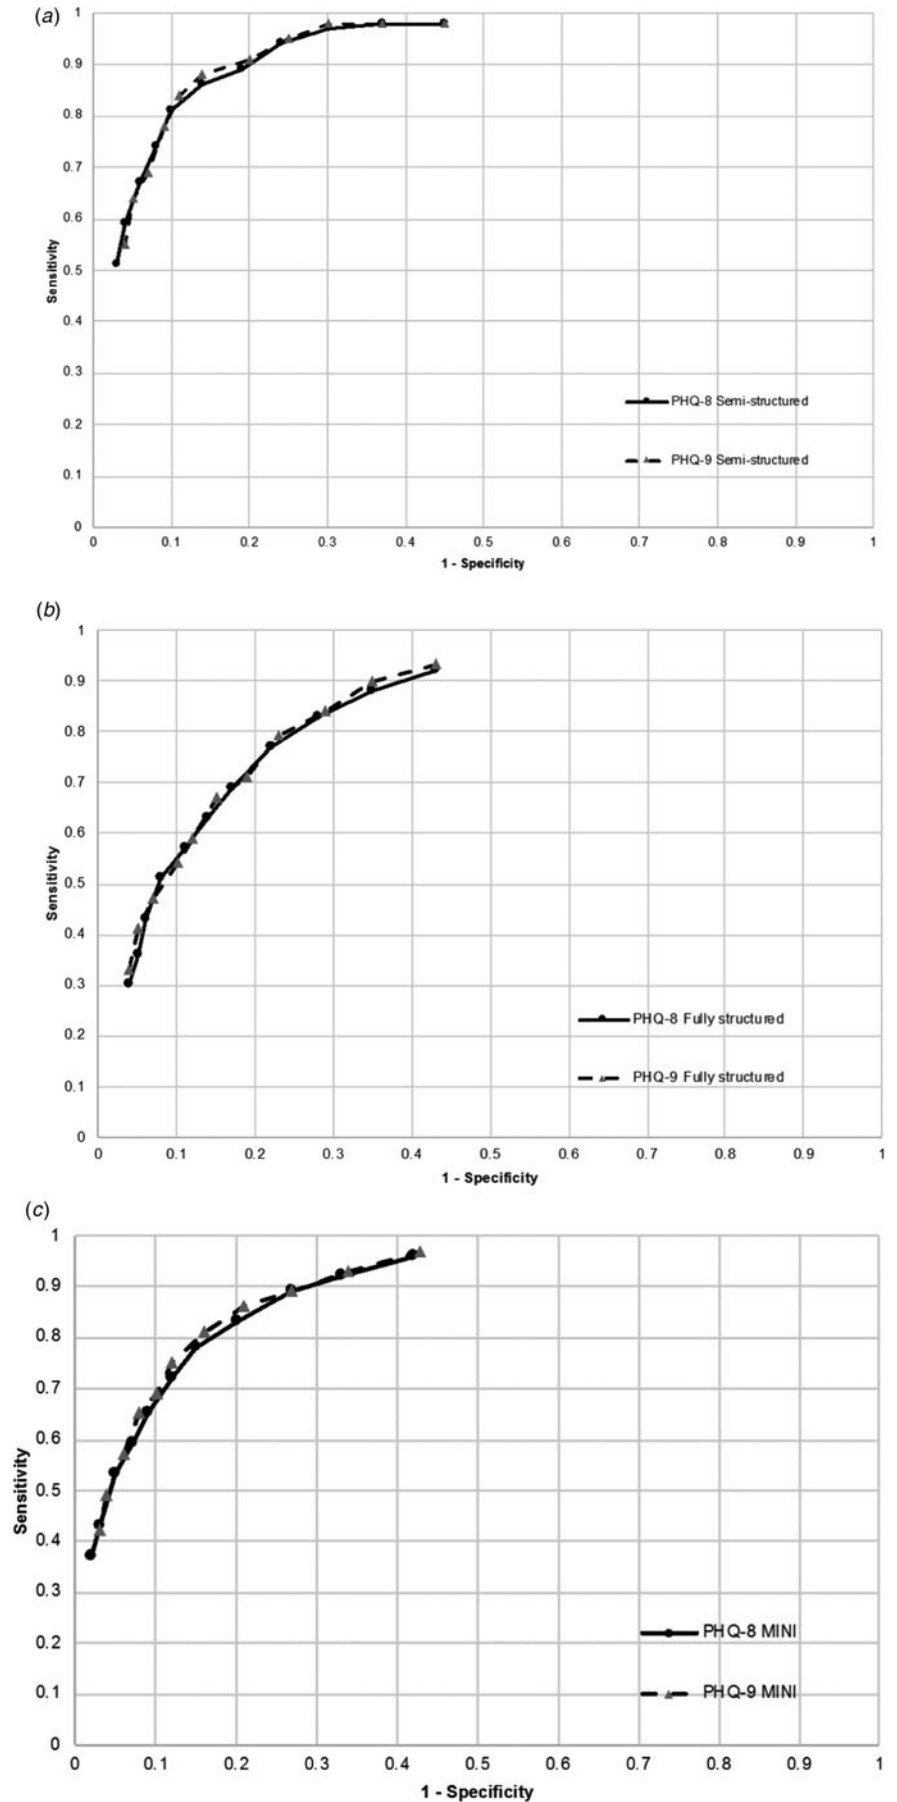 (a)
1
0.9
0.8
0.7
0.6
0.5
0.4
0.3
0.2
0.1
0
Sensitivity
PHQ-8 Semi-structured
PHQ-9 Semi-structured
0 0.1 0.2 0.3 0.4 0.5 0.6 0.7 0.8 0.9 1
1 - Specificity
(b)
1
0.9
0.8
0.7
0.6
0.5
0.4
0.3
0.2
0.1
0
Sensitivity
PHQ-8 Fully structured
PHQ-9 Fully structured
0 0.1 0.2 0.3 0.4 0.5 0.6 0.7 0.8 0.9 1
1 - Specificity
(c)
1
0.9
0.8
0.7
0.6
0.5
0.4
0.3
0.2
0.1
0
Sensitivity
PHQ-8 MINI
PHQ-9 MINI
0 0.1 0.2 0.3 0.4 0.5 0.6 0.7 0.8 0.9 1
1 - Specificity